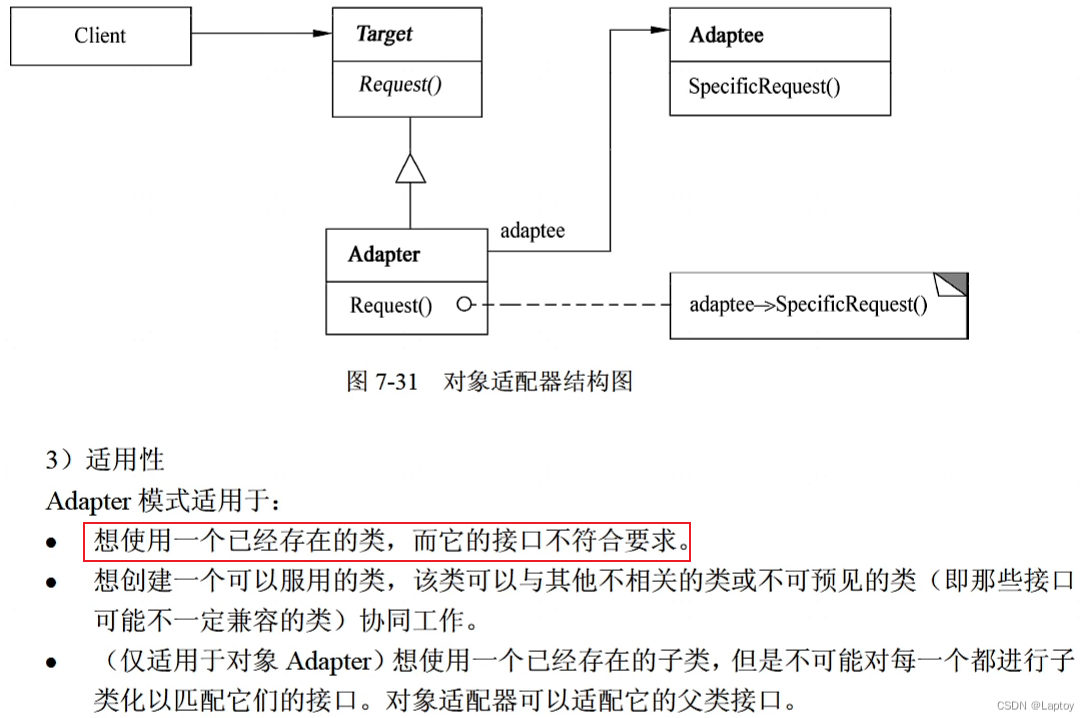 Client
Target
Request()
Adaptee
SpecificRequest()
adaptee
Adapter
Request()
adaptee->SpecificRequest()
图 7-31 对象适配器结构图
3）适用性
Adapter 模式适用于：
● 想使用一个已经存在的类，而它的接口不符合要求。
● 想创建一个可以服用的类，该类可以与其他不相关的类或不可预见的类（即那些接口
可能不一定兼容的类）协同工作。
● （仅适用于对象 Adapter）想使用一个已经存在的子类，但是不可能对每一个都进行子
类化以匹配它们的接口。对象适配器可以适配它的父类接口。
CSDN @Laptoy